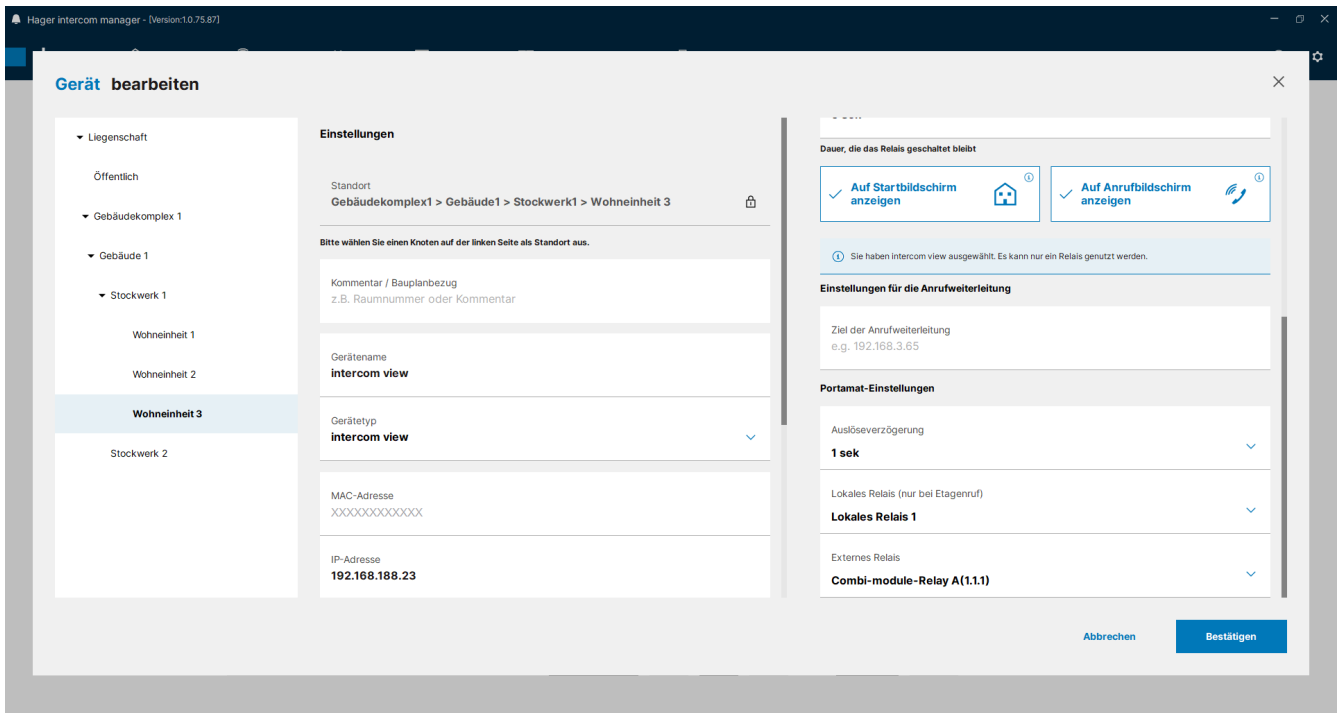 Hager intercom manager - [Version:1.0.75.87]
Gerät bearbeiten
Liegenschaft
Öffentlich
Gebäudekomplex 1
Gebäude 1
Stockwerk 1
Wohneinheit 1
Wohneinheit 2
Wohneinheit 3
Stockwerk 2
Einstellungen
Standort
Gebäudekomplex1 > Gebäude1 > Stockwerk1 > Wohneinheit 3
Bitte wählen Sie einen Knoten auf der linken Seite als Standort aus.
Kommentar / Bauplanbezug
z.B. Raumnummer oder Kommentar
Gerätename
intercom view
Gerätetyp
intercom view
MAC-Adresse
XXXXXXXXXXXX
IP-Adresse
192.168.188.23
Dauer, die das Relais geschaltet bleibt
Auf Startbildschirm
anzeigen
Auf Anrufbildschirm
anzeigen
Sie haben intercom view ausgewählt. Es kann nur ein Relais genutzt werden.
Einstellungen für die Anrufweiterleitung
Ziel der Anrufweiterleitung
e.g. 192.168.3.65
Portamat-Einstellungen
Auslöseverzögerung
1 sek
Lokales Relais (nur bei Etagenruf)
Lokales Relais 1
Externes Relais
Combi-module-Relay A(1.1.1)
Abbrechen
Bestätigen